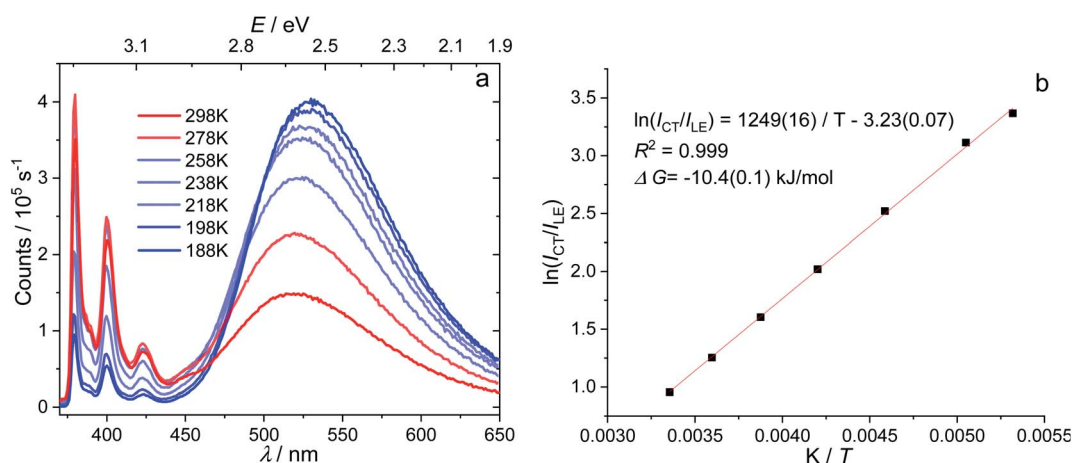 E / eV
3.1 2.8 2.5 2.3 2.1 1.9
a
4
3
2
1
0
Counts / 10⁵ s⁻¹
298K
278K
258K
238K
218K
198K
188K
400 450 500 550 600 650
λ / nm
b
3.5
3.0
2.5
2.0
1.5
1.0
ln(I_CT/I_LE)
ln(I_CT/I_LE) = 1249(16) / T - 3.23(0.07)
R² = 0.999
Δ G= -10.4(0.1) kJ/mol
0.0030 0.0035 0.0040 0.0045 0.0050 0.0055
K / T